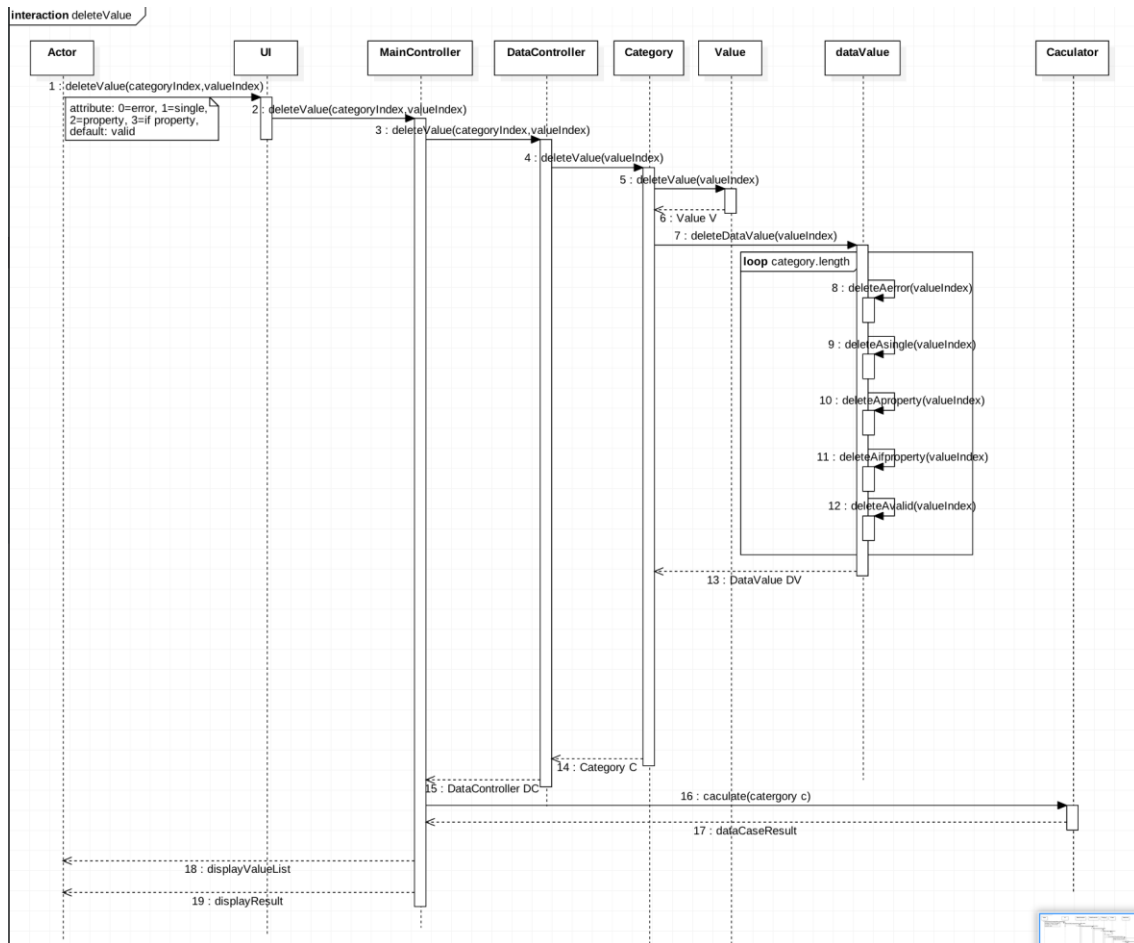 interaction deleteValue
Actor
UI
MainController
DataController
Category
Value
dataValue
Caculator
1 : deleteValue(categoryIndex,valueIndex)
attribute: 0=error, 1=single,
2=property, 3=if property,
default: valid
2 : deleteValue(categoryIndex,valueIndex)
3 : deleteValue(categoryIndex,valueIndex)
4 : deleteValue(valueIndex)
5 : deleteValue(valueIndex)
6 : Value V
7 : deleteDataValue(valueIndex)
loop category.length
8 : deleteAerror(valueIndex)
9 : deleteAsingle(valueIndex)
10 : deleteAproperty(valueIndex)
11 : deleteAifproperty(valueIndex)
12 : deleteAvalid(valueIndex)
13 : DataValue DV
14 : Category C
15 : DataController DC
16 : caculate(catergory c)
17 : dataCaseResult
18 : displayValueList
19 : displayResult